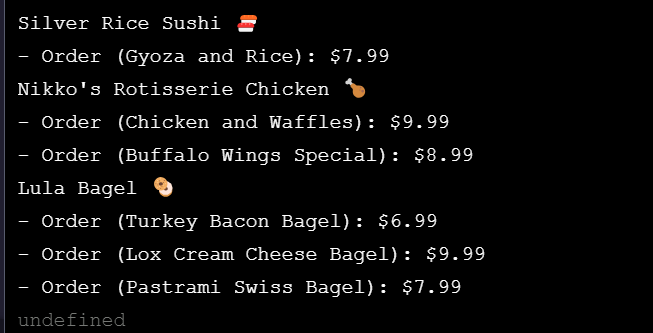 Silver Rice Sushi 🍣
– Order (Gyoza and Rice): $7.99
Nikko's Rotisserie Chicken 🍗
– Order (Chicken and Waffles): $9.99
– Order (Buffalo Wings Special): $8.99
Lula Bagel 🥯
– Order (Turkey Bacon Bagel): $6.99
– Order (Lox Cream Cheese Bagel): $9.99
– Order (Pastrami Swiss Bagel): $7.99
undefined